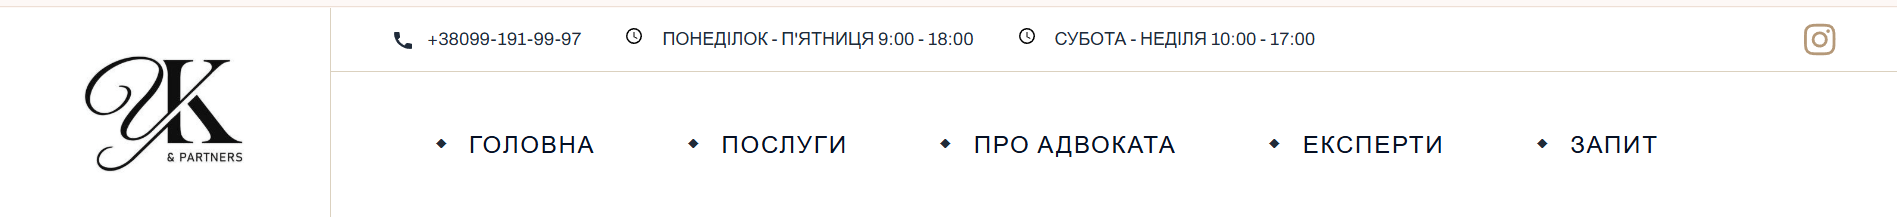 YK
& PARTNERS
+38099-191-99-97 ПОНЕДІЛОК - П'ЯТНИЦЯ 9:00 - 18:00 СУБОТА - НЕДІЛЯ 10:00 - 17:00
ГОЛОВНА ПОСЛУГИ ПРО АДВОКАТА ЕКСПЕРТИ ЗАПИТ